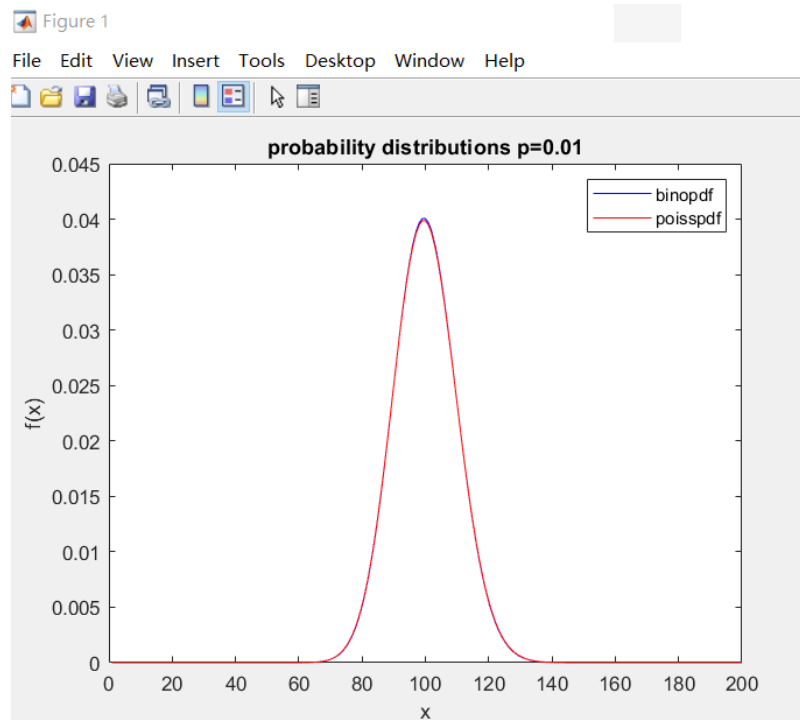 Figure 1
File Edit View Insert Tools Desktop Window Help
probability distributions p=0.01
binopdf
poisspdf
0.045
0.04
0.035
0.03
0.025
0.02
0.015
0.01
0.005
0
f(x)
0 20 40 60 80 100 120 140 160 180 200
x